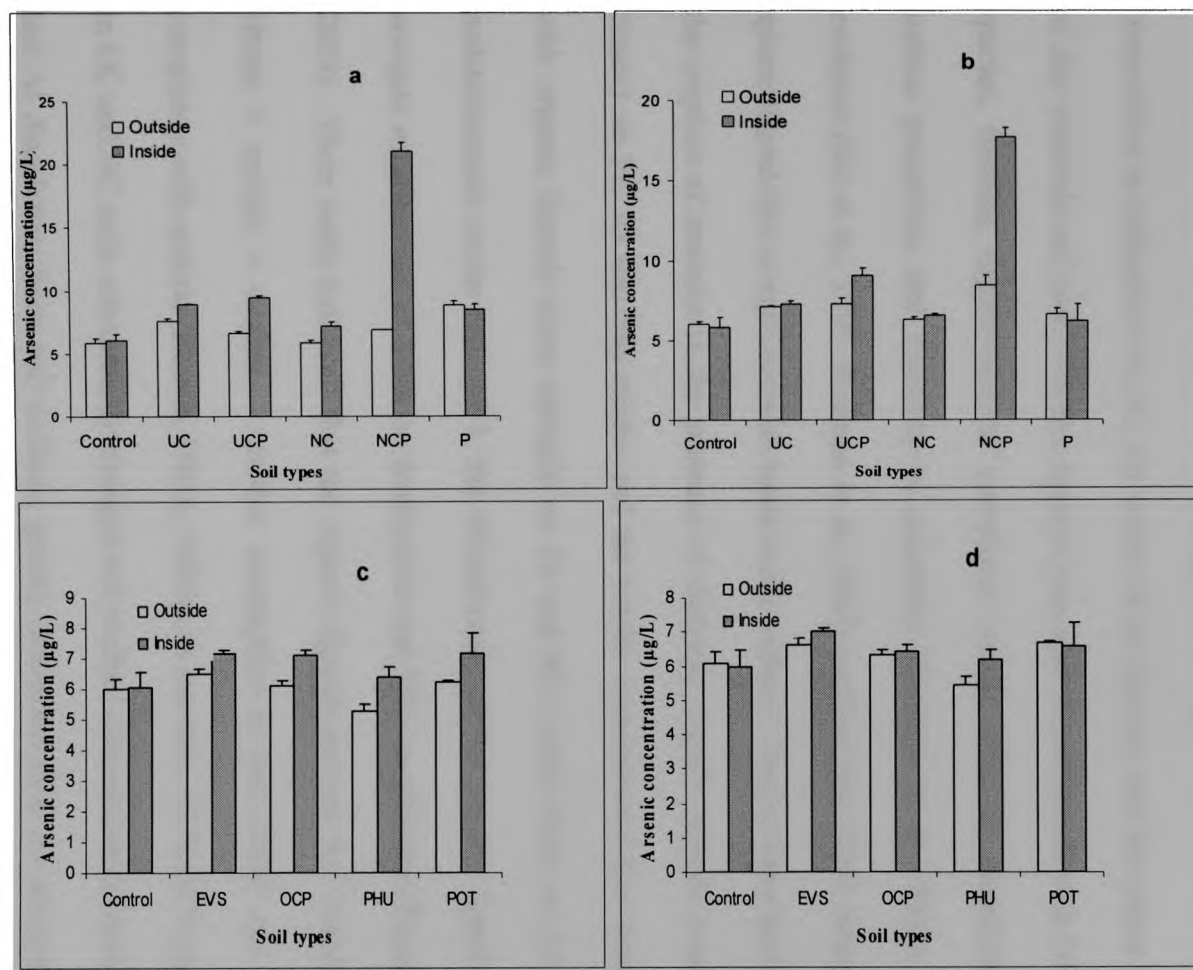 a
Outside
Inside
Arsenic concentration (µg/L)
25
20
15
10
5
0
Control UC UCP NC NCP P
Soil types
b
Outside
Inside
Arsenic concentration (µg/L)
20
15
10
5
0
Control UC UCP NC NCP P
Soil types
c
Outside
Inside
Arsenic concentration (µg/L)
9
8
7
6
5
4
3
2
1
0
Control EVS OCP PHU POT
Soil types
d
Outside
Inside
Arsenic concentration (µg/L)
8
7
6
5
4
3
2
1
0
Control EVS OCP PHU POT
Soil types